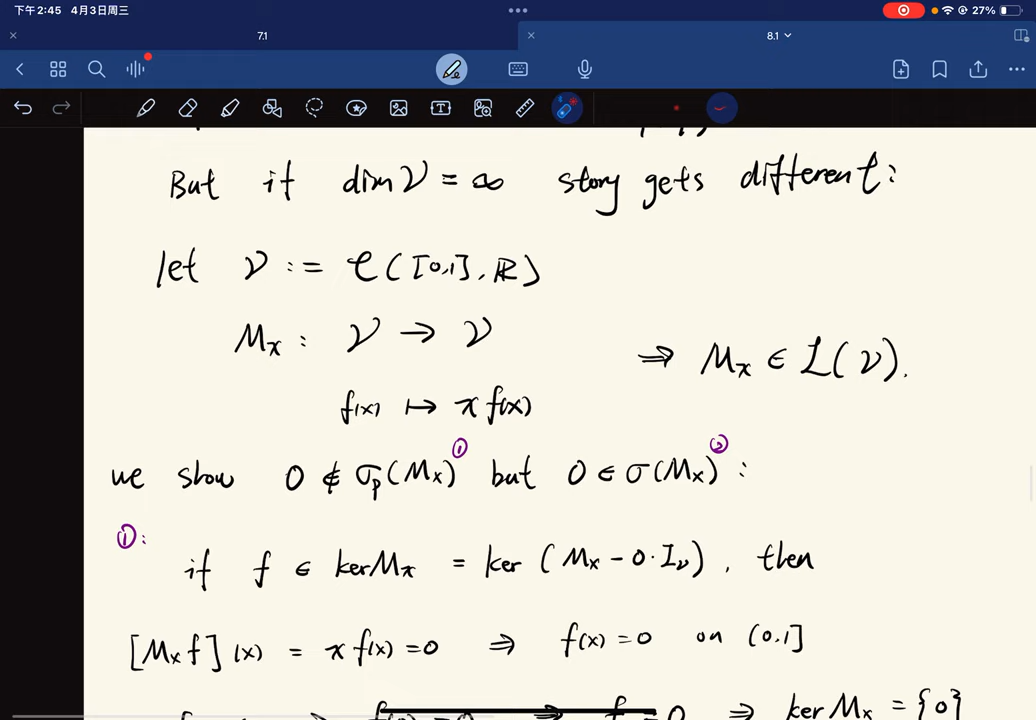 下午2:45 4月3日周三
27%
7.1
8.1
But if dim V = ∞ story gets different:
let V := C([0,1], ℝ)
Mx : V → V
⇒ Mx ∈ L(V).
f(x) ↦ x f(x)
we show 0 ∉ σp(Mx)① but 0 ∈ σ(Mx)② :
①:
if f ∈ ker Mx = ker (Mx - 0·Iv), then
[Mx f](x) = x f(x) = 0 ⇒ f(x) = 0 on (0,1]
⇒ ker Mx = {0}